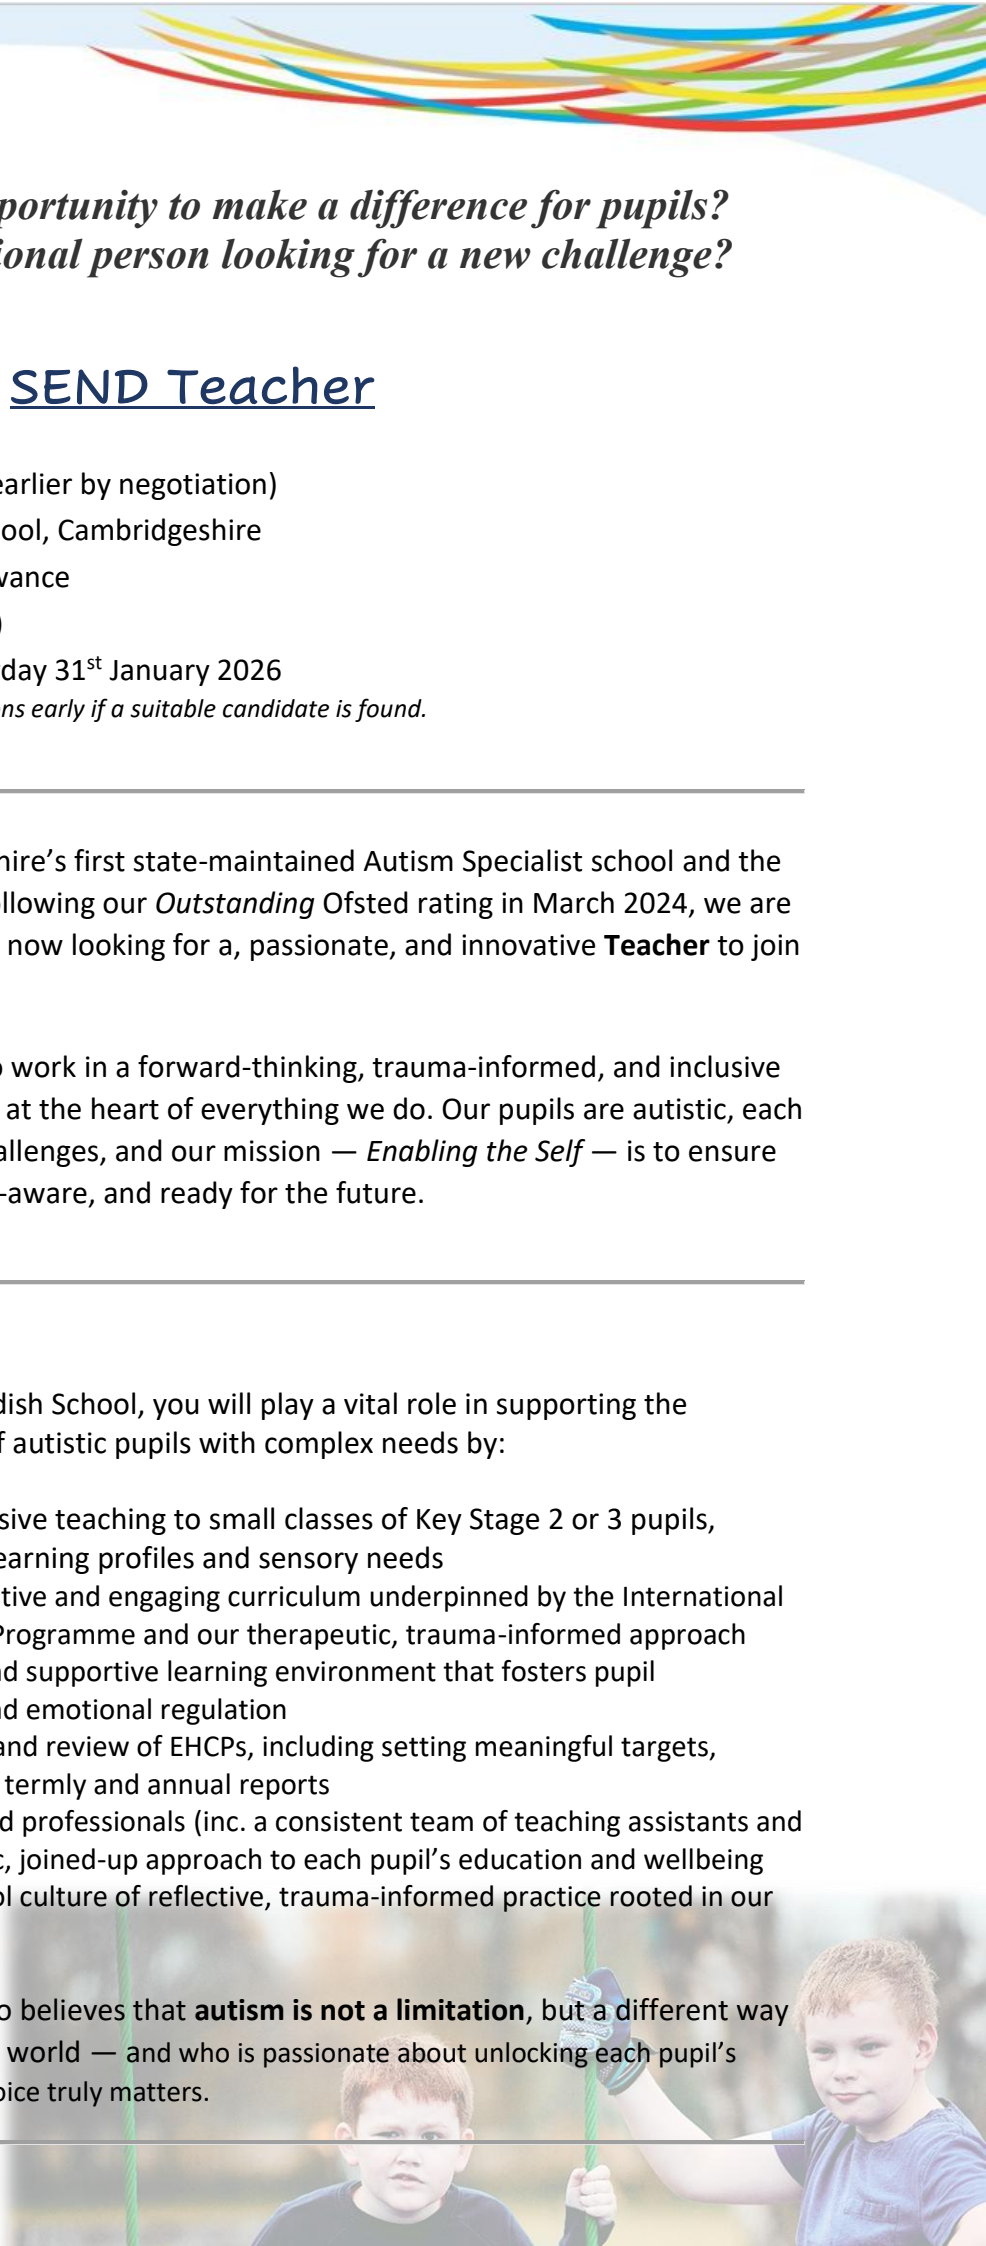 portunity to make a difference for pupils?
ional person looking for a new challenge?
SEND Teacher
earlier by negotiation)
ool, Cambridgeshire
wance
)
day 31st January 2026
ns early if a suitable candidate is found.
hire’s first state-maintained Autism Specialist school and the
ollowing our Outstanding Ofsted rating in March 2024, we are
now looking for a, passionate, and innovative Teacher to join
o work in a forward-thinking, trauma-informed, and inclusive
at the heart of everything we do. Our pupils are autistic, each
allenges, and our mission — Enabling the Self — is to ensure
-aware, and ready for the future.
dish School, you will play a vital role in supporting the
f autistic pupils with complex needs by:
sive teaching to small classes of Key Stage 2 or 3 pupils,
earning profiles and sensory needs
tive and engaging curriculum underpinned by the International
Programme and our therapeutic, trauma-informed approach
nd supportive learning environment that fosters pupil
nd emotional regulation
and review of EHCPs, including setting meaningful targets,
termly and annual reports
d professionals (inc. a consistent team of teaching assistants and
c, joined-up approach to each pupil’s education and wellbeing
ol culture of reflective, trauma-informed practice rooted in our
o believes that autism is not a limitation, but a different way
world — and who is passionate about unlocking each pupil’s
oice truly matters.